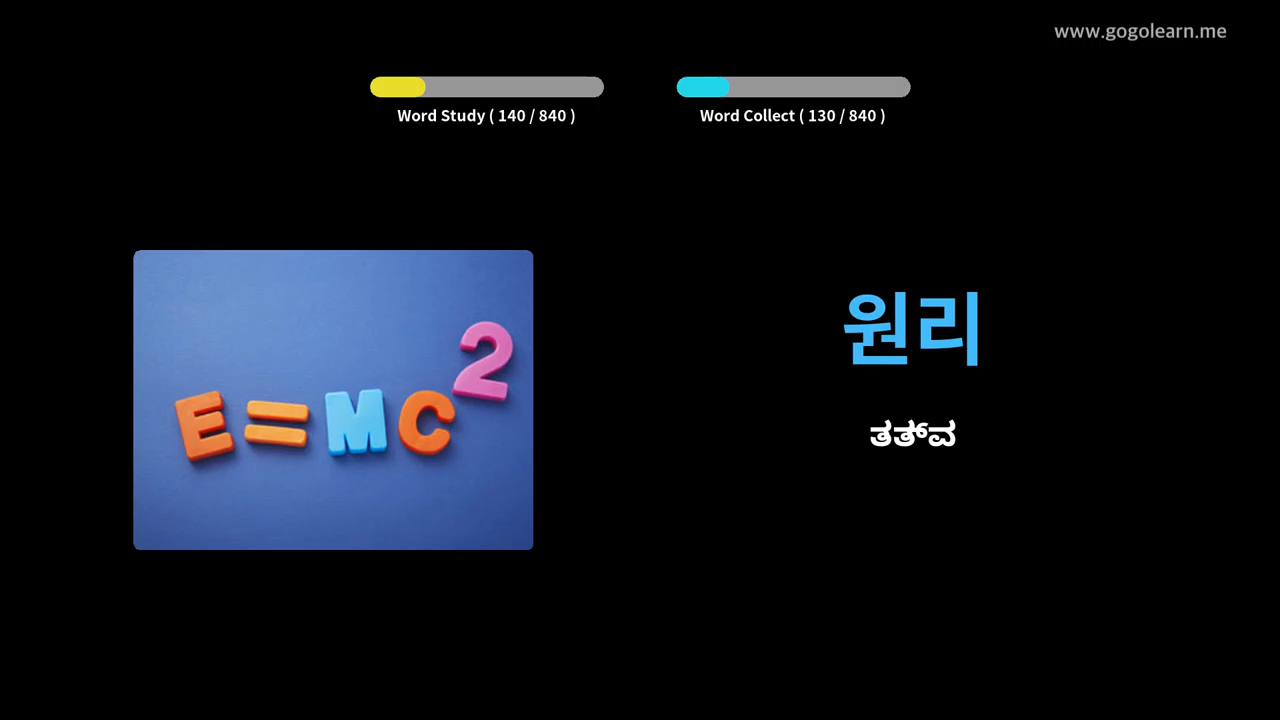 www.gogolearn.me
Word Study ( 140 / 840 )
Word Collect ( 130 / 840 )
E=MC2
원리
ತತ್‌ವ